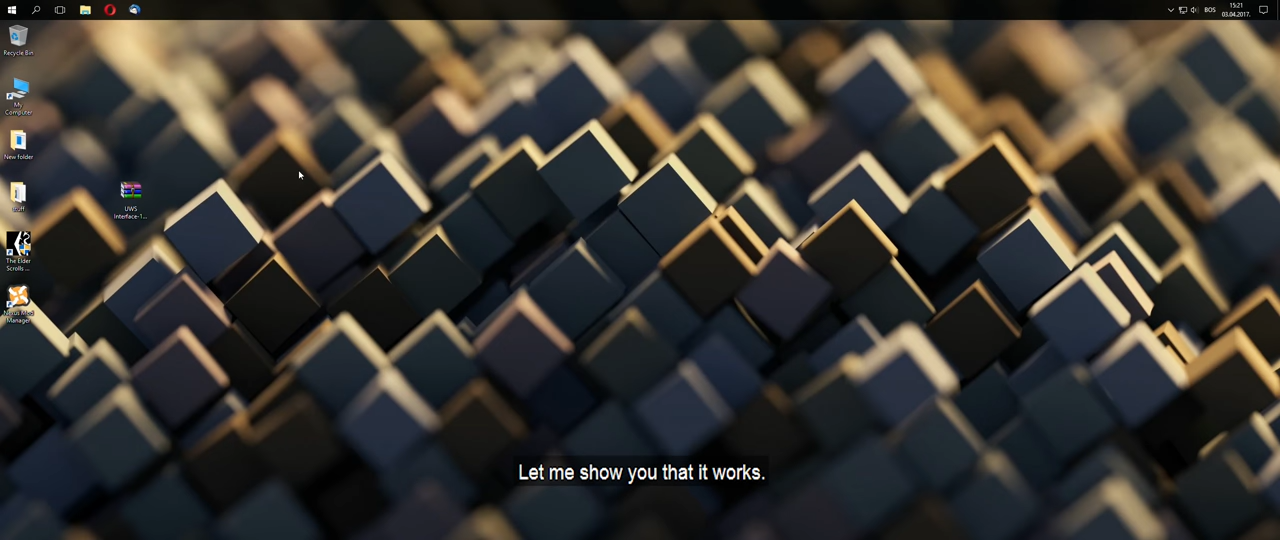 BOS
15:21
03.04.2017.
Recycle Bin
My
Computer
New folder
stuff
UWS
Interface-1...
The Elder
Scrolls ...
Nexus Mod
Manager
Let me show you that it works.